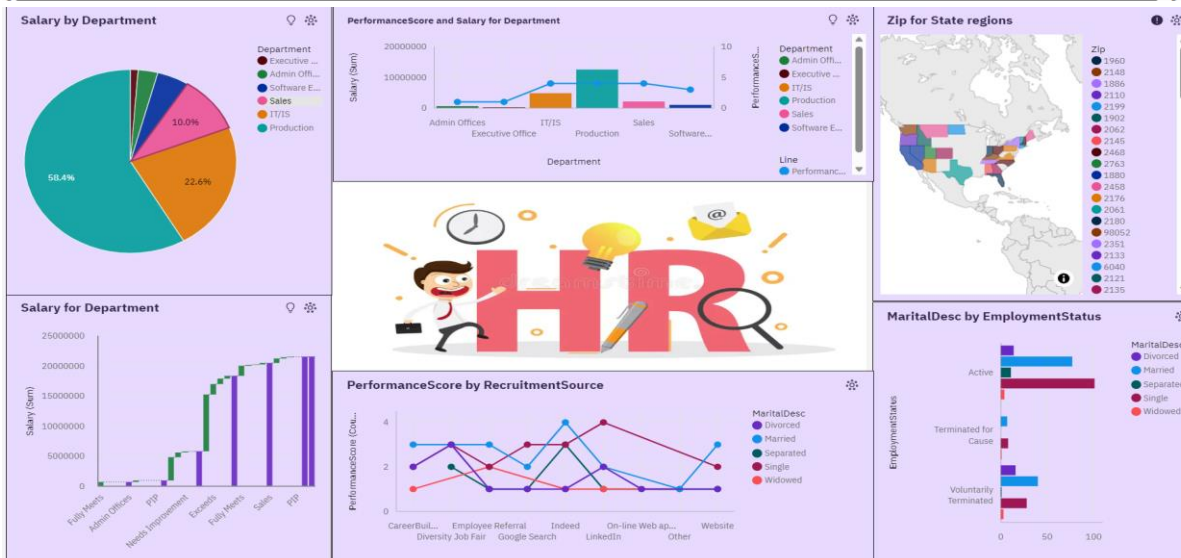 Salary by Department
Department
Executive ...
Admin Offi...
Software E...
Sales
IT/IS
Production
10.0%
22.6%
58.4%
PerformanceScore and Salary for Department
Salary (Sum)
20000000
10000000
0
10
5
0
PerformanceS...
Admin Offices
Executive Office
IT/IS
Production
Sales
Software...
Department
Department
Admin Offi...
Executive ...
IT/IS
Production
Sales
Software E...
Line
Performanc...
Zip for State regions
Zip
1960
2148
1886
2110
2199
1902
2062
2145
2468
2763
1880
2458
2176
2061
2180
98052
2351
2133
6040
2121
2135
HR
@
Salary for Department
Salary (Sum)
25000000
20000000
15000000
10000000
5000000
0
Fully Meets
Admin Offices
PIP
Needs Improvement
Exceeds
Fully Meets
Sales
PIP
PerformanceScore by RecruitmentSource
PerformanceScore (Cou...
4
2
0
CareerBuil...
Diversity Job Fair
Employee Referral
Google Search
Indeed
LinkedIn
On-line Web ap...
Other
Website
MaritalDesc
Divorced
Married
Separated
Single
Widowed
MaritalDesc by EmploymentStatus
EmploymentStatus
Active
Terminated for
Cause
Voluntarily
Terminated
0
50
100
MaritalDesc
Divorced
Married
Separated
Single
Widowed